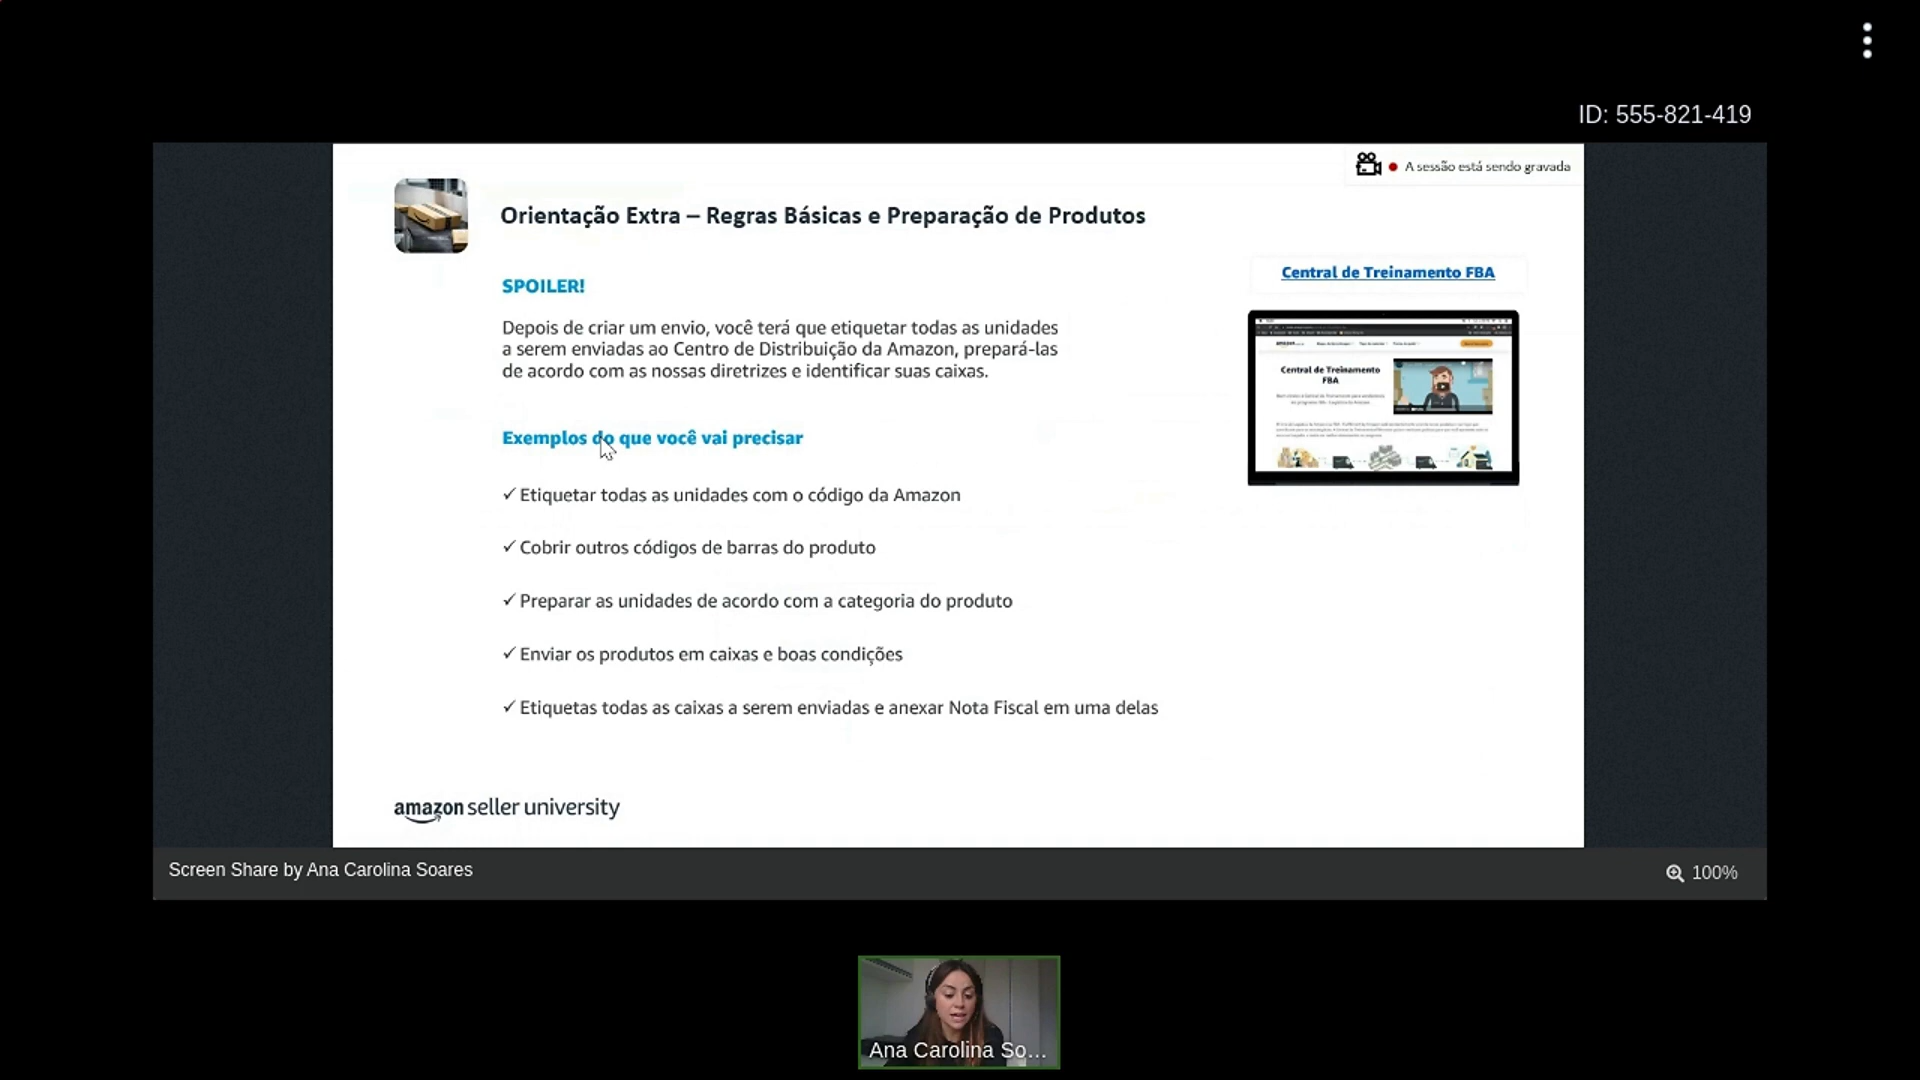 ID: 555-821-419
A sessão está sendo gravada
Orientação Extra – Regras Básicas e Preparação de Produtos
SPOILER!
Depois de criar um envio, você terá que etiquetar todas as unidades
a serem enviadas ao Centro de Distribuição da Amazon, prepará-las
de acordo com as nossas diretrizes e identificar suas caixas.
Exemplos do que você vai precisar
✓ Etiquetar todas as unidades com o código da Amazon
✓ Cobrir outros códigos de barras do produto
✓ Preparar as unidades de acordo com a categoria do produto
✓ Enviar os produtos em caixas e boas condições
✓ Etiquetas todas as caixas a serem enviadas e anexar Nota Fiscal em uma delas
Central de Treinamento FBA
Central de Treinamento
FBA
amazon seller university
Screen Share by Ana Carolina Soares
100%
Ana Carolina So...